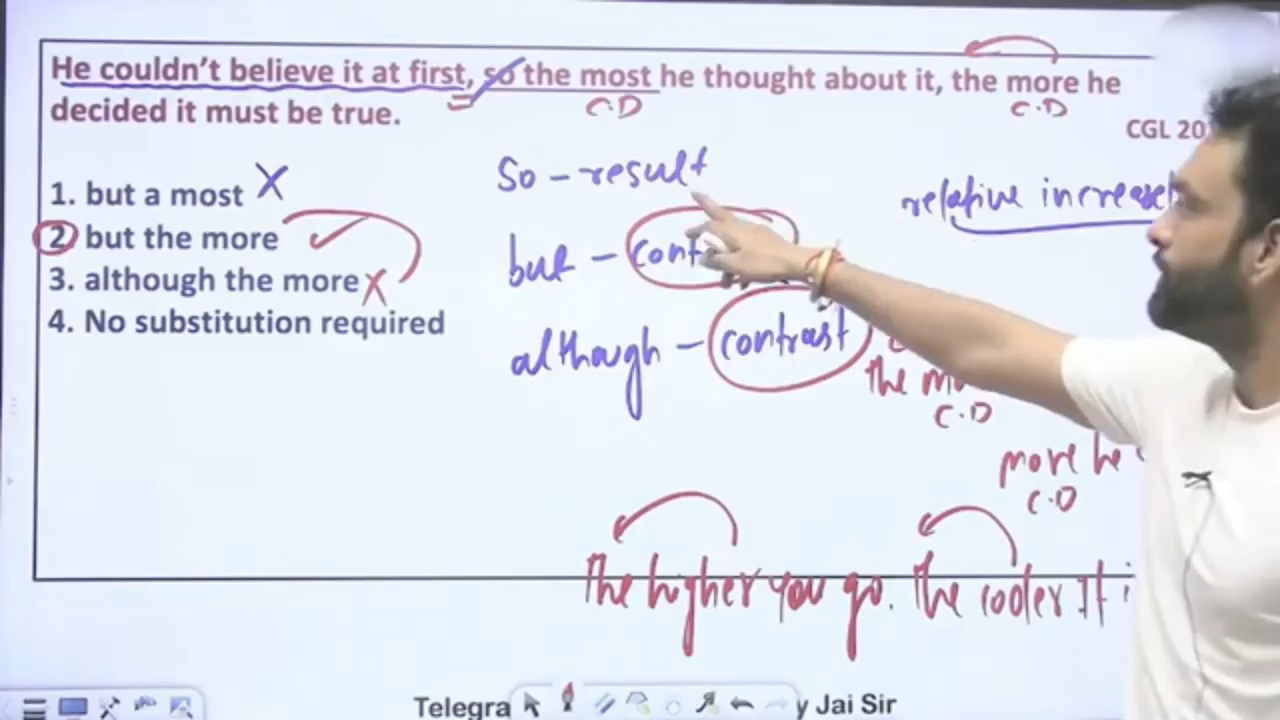 He couldn't believe it at first, so the most he thought about it, the more he
decided it must be true.
C.D
C.D
CGL 20
1. but a most X
2 but the more
3. although the more X
4. No substitution required
So - result
but -
although - contrast
relative increase
the
C.D
more he
C.D
The higher you go. The cooler It i
Telegra
y Jai Sir